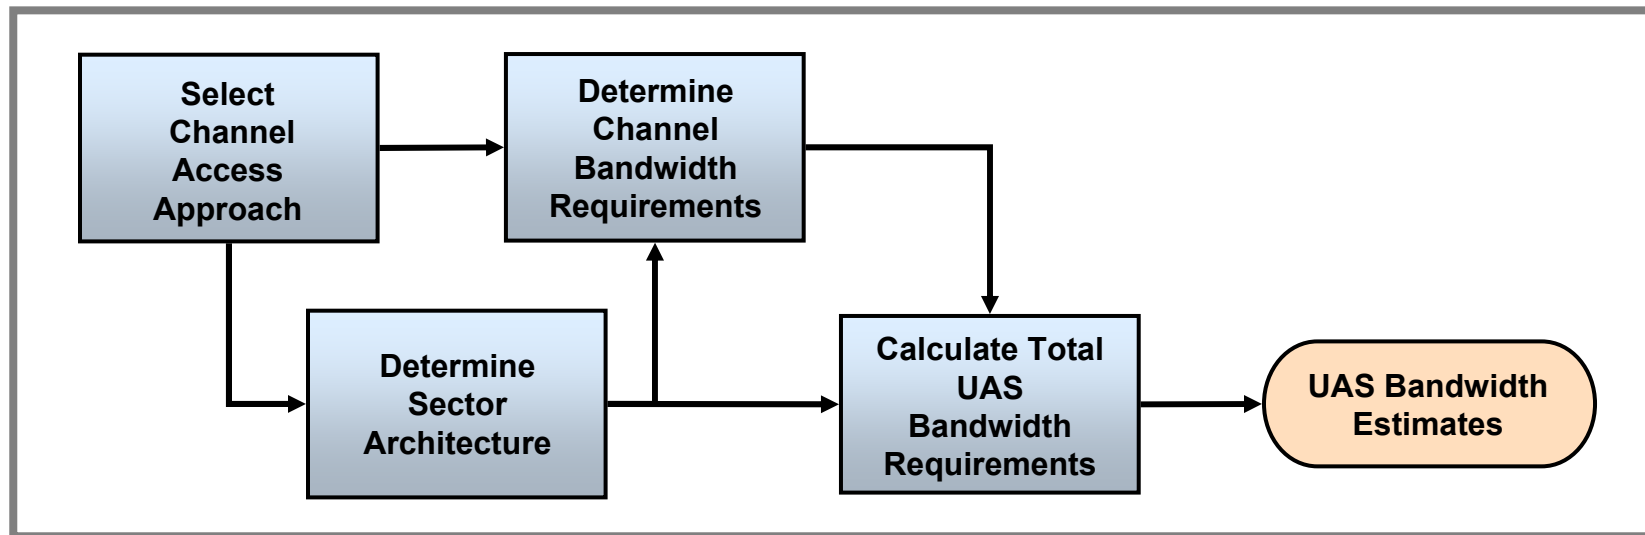 Select
Channel
Access
Approach
Determine
Channel
Bandwidth
Requirements
Determine
Sector
Architecture
Calculate Total
UAS
Bandwidth
Requirements
UAS Bandwidth
Estimates